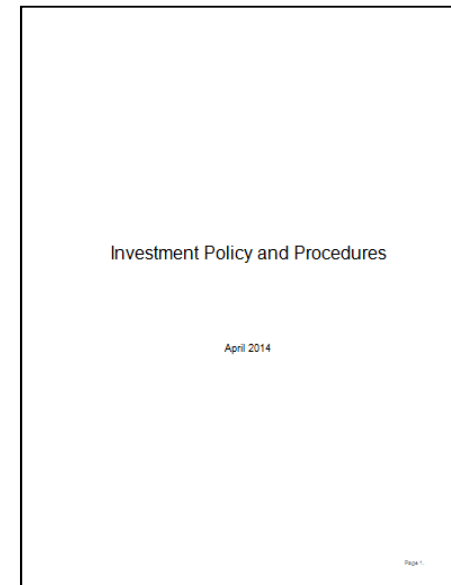 Investment Policy and Procedures
April 2014
Page 1.